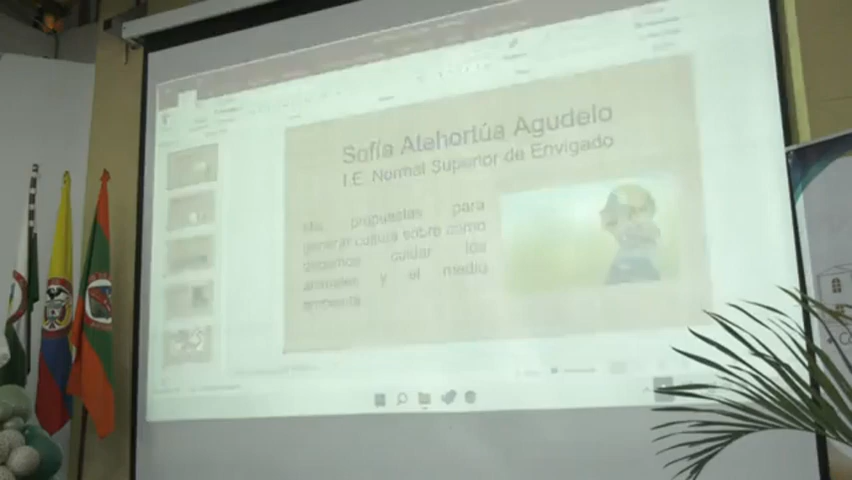 Sofía Atehortúa Agudelo
I.E. Normal Superior de Envigado
Mis propuestas para
generar cultura sobre como
debemos cuidar los
animales y el medio
ambiente